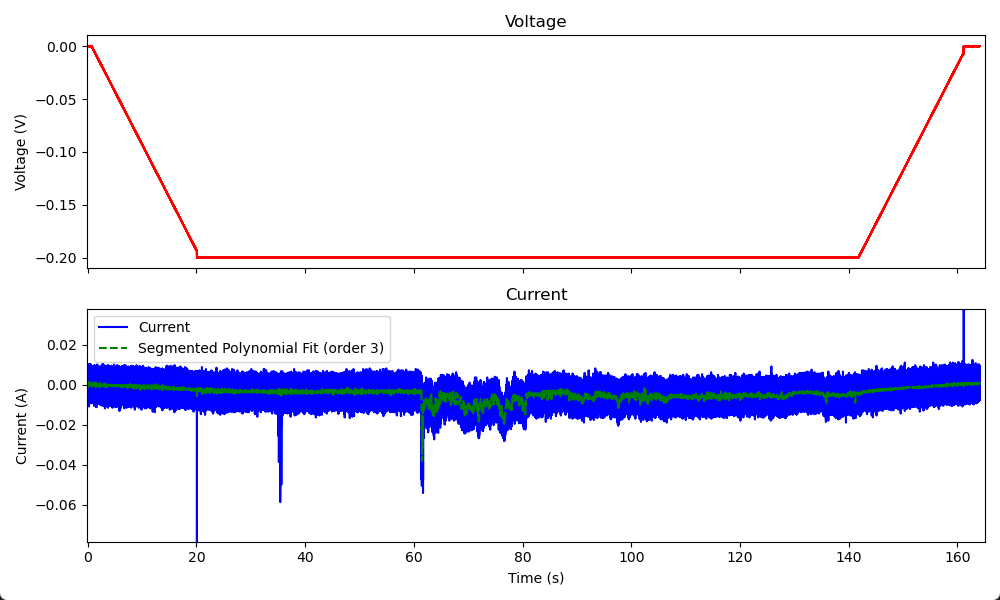 Voltage
0.00
−0.05
−0.10
−0.15
−0.20
Voltage (V)
Current
Current
Segmented Polynomial Fit (order 3)
0.02
0.00
−0.02
−0.04
−0.06
Current (A)
0 20 40 60 80 100 120 140 160
Time (s)